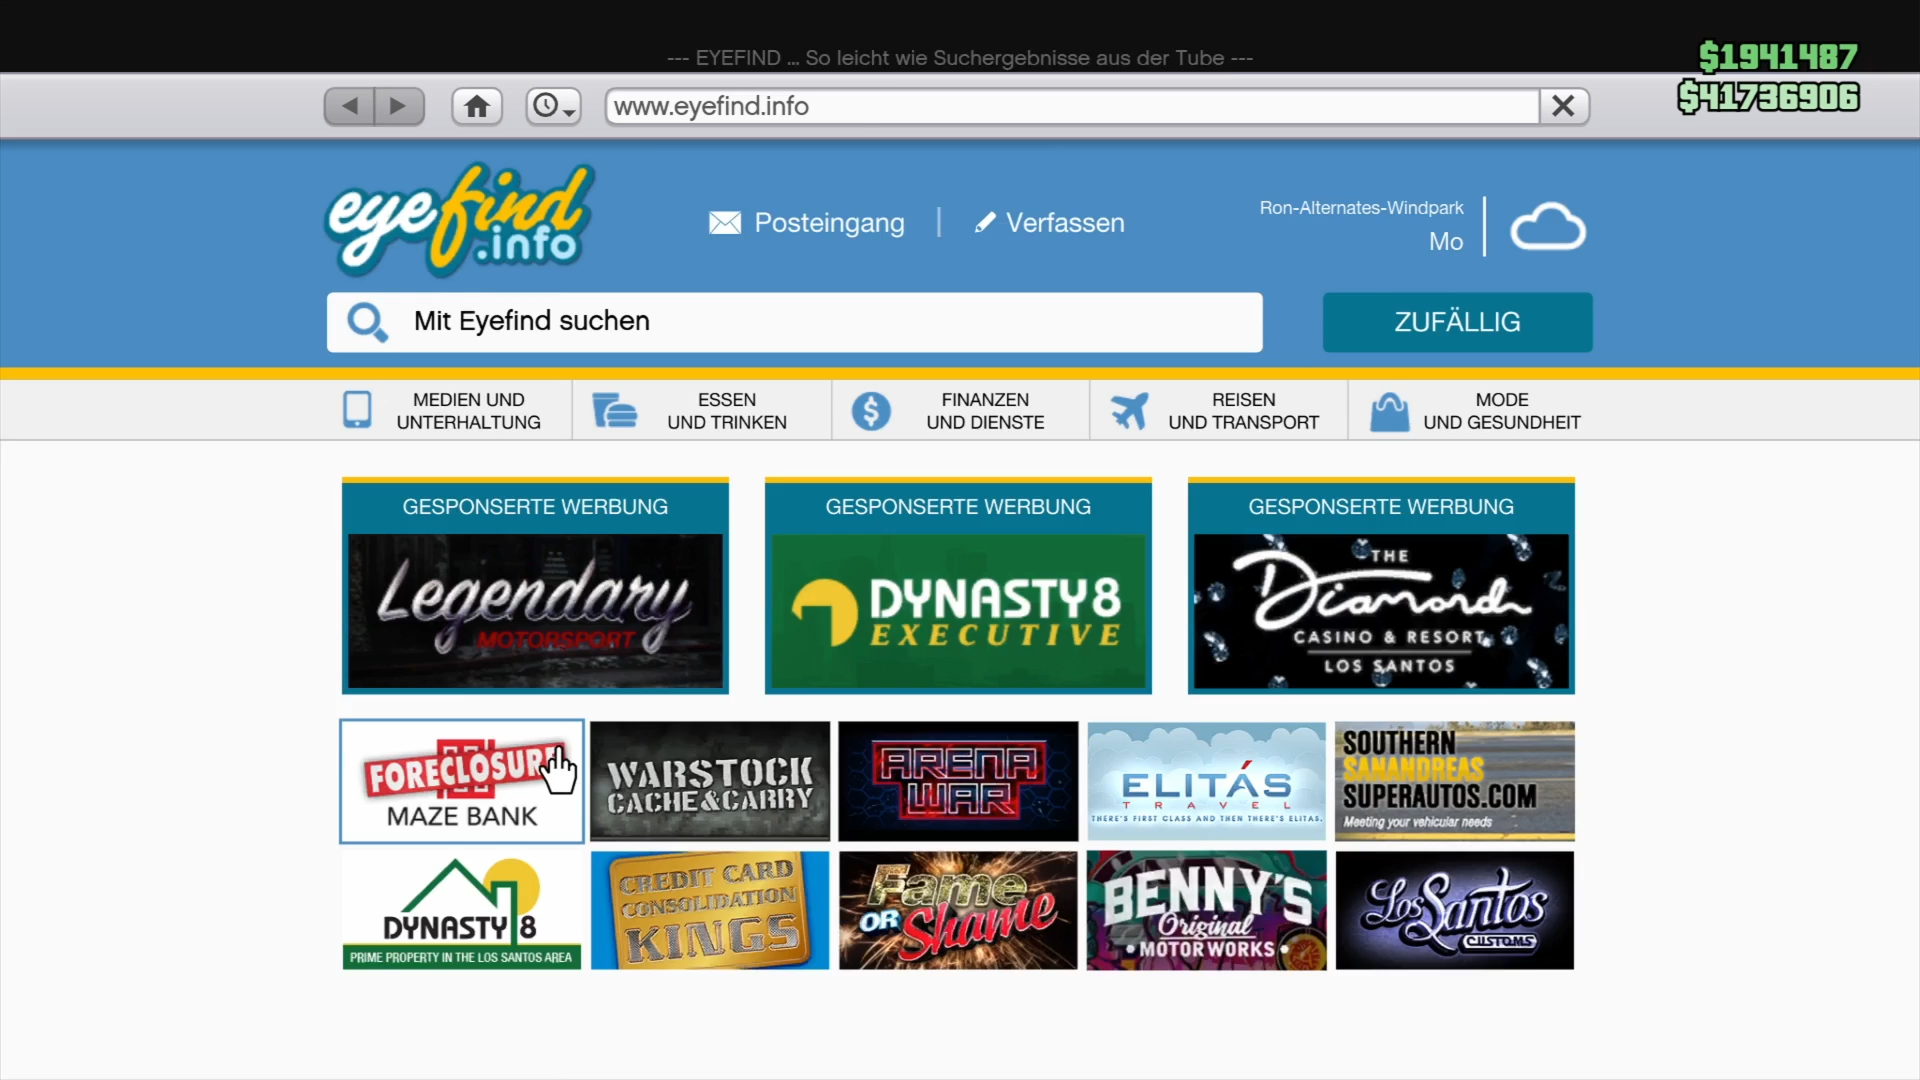 --- EYEFIND ... So leicht wie Suchergebnisse aus der Tube ---
$1941487
$41736906
www.eyefind.info
eyefind
.info
Posteingang
Verfassen
Ron-Alternates-Windpark
Mo
Mit Eyefind suchen
ZUFÄLLIG
MEDIEN UND
UNTERHALTUNG
ESSEN
UND TRINKEN
FINANZEN
UND DIENSTE
REISEN
UND TRANSPORT
MODE
UND GESUNDHEIT
GESPONSERTE WERBUNG
Legendary
MOTORSPORT
GESPONSERTE WERBUNG
DYNASTY 8
EXECUTIVE
GESPONSERTE WERBUNG
THE
Diamond
CASINO & RESORT
LOS SANTOS
FORECLOSURE
MAZE BANK
WARSTOCK
CACHE&CARRY
ARENA
WAR
ELITÁS
TRAVEL
THERE'S FIRST CLASS AND THEN THERE'S ELITAS.
SOUTHERN
SANANDREAS
SUPERAUTOS.COM
Meeting your vehicular needs
DYNASTY 8
PRIME PROPERTY IN THE LOS SANTOS AREA
CREDIT CARD
CONSOLIDATION
KINGS
Fame
OR Shame
BENNY'S
Original
MOTOR WORKS
Los Santos
CUSTOMS